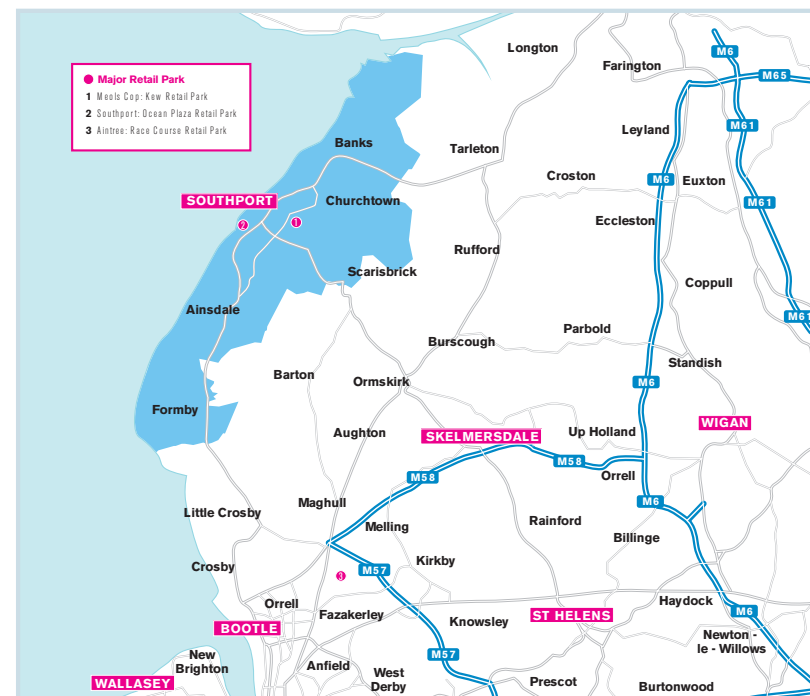 Longton
M6
Farington
M65
Major Retail Park
1 Meols Cop: Kew Retail Park
2 Southport: Ocean Plaza Retail Park
3 Aintree: Race Course Retail Park
Leyland
M61
Banks
Tarleton
Croston
M6
Euxton
SOUTHPORT
Churchtown
M61
2
1
Eccleston
Rufford
Scarisbrick
Coppull
Ainsdale
M61
Burscough
Parbold
Standish
Barton
Ormskirk
M6
Formby
Aughton
SKELMERSDALE
Up Holland
WIGAN
M58
M58
Orrell
Maghull
M6
Little Crosby
Melling
Rainford
Billinge
Crosby
M57
Kirkby
3
Orrell
Fazakerley
Haydock
M6
BOOTLE
Knowsley
ST HELENS
Newton -
le - Willows
New
Brighton
Anfield
M57
West
Derby
WALLASEY
Prescot
Burtonwood